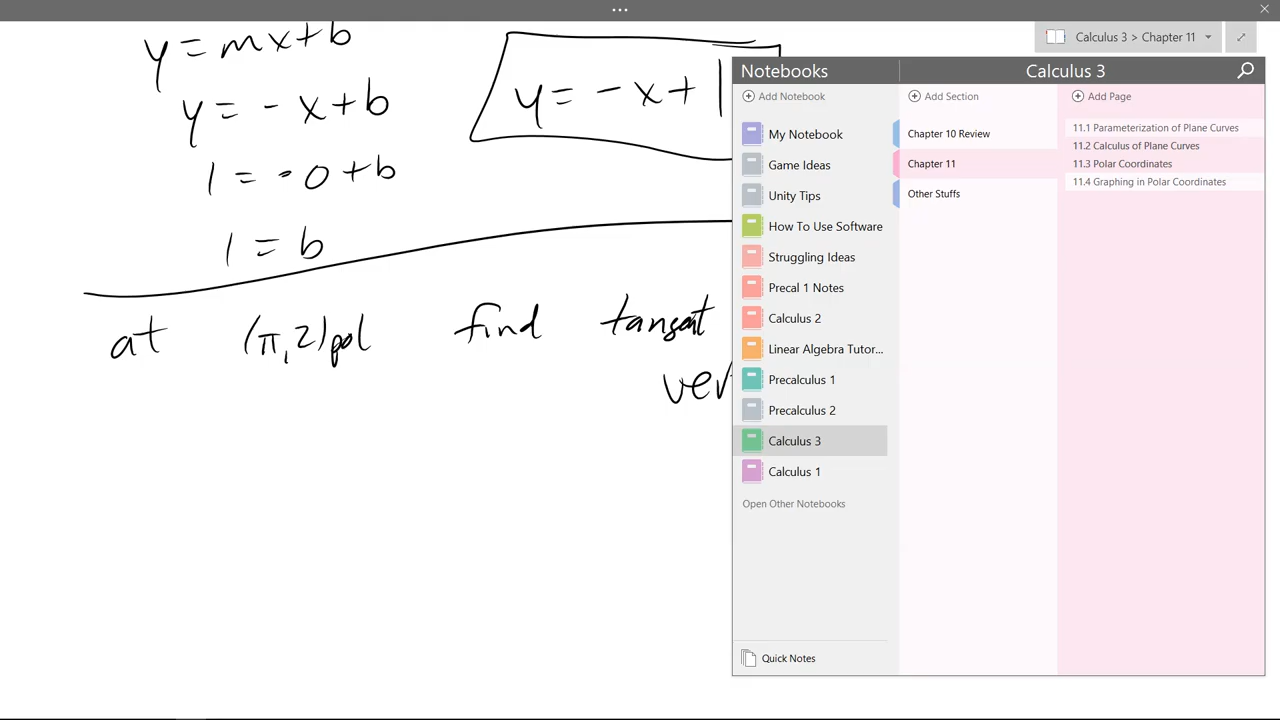 y = mx + b
y = - x + b
1 = - 0 + b
1 = b
y = - x + 1
at (π, 2)pol find tangent
ver
Calculus 3 > Chapter 11
Notebooks
Add Notebook
My Notebook
Game Ideas
Unity Tips
How To Use Software
Struggling Ideas
Precal 1 Notes
Calculus 2
Linear Algebra Tutor...
Precalculus 1
Precalculus 2
Calculus 3
Calculus 1
Open Other Notebooks
Quick Notes
Calculus 3
Add Section
Chapter 10 Review
Chapter 11
Other Stuffs
Add Page
11.1 Parameterization of Plane Curves
11.2 Calculus of Plane Curves
11.3 Polar Coordinates
11.4 Graphing in Polar Coordinates